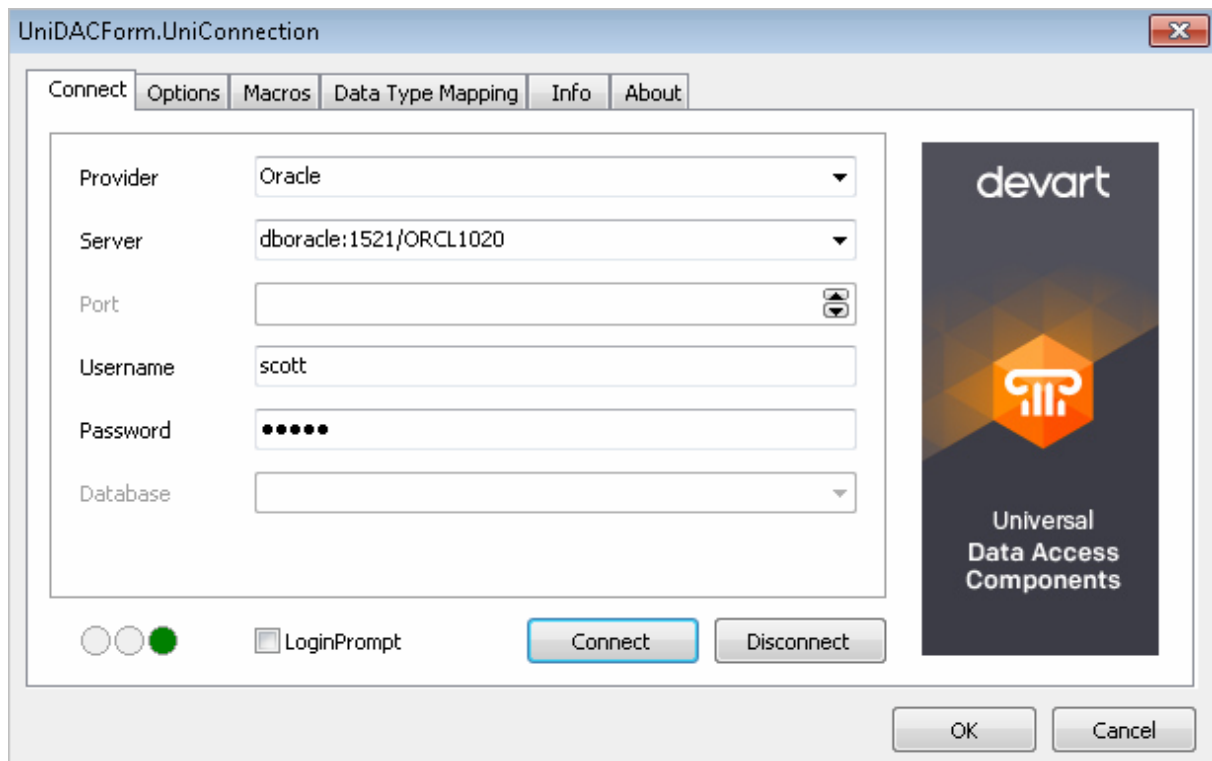 UniDACForm.UniConnection
Connect Options Macros Data Type Mapping Info About
Provider Oracle
Server dboracle:1521/ORCL1020
Port
Username scott
Password •••••
Database
LoginPrompt Connect Disconnect
devart
Universal
Data Access
Components
OK Cancel